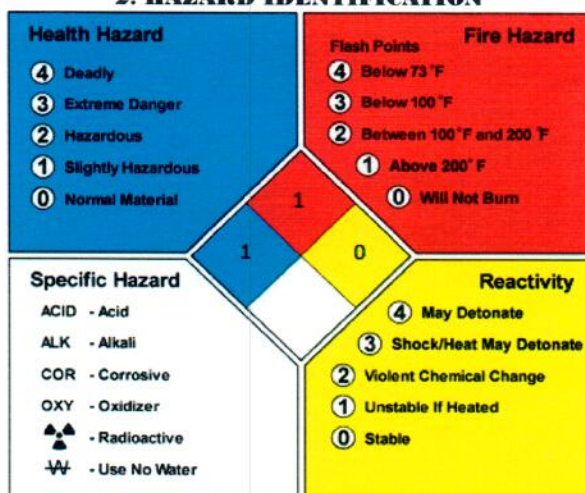 2. HAZARD IDENTIFICATION
Health Hazard
4 Deadly
3 Extreme Danger
2 Hazardous
1 Slightly Hazardous
0 Normal Material
Fire Hazard
Flash Points
4 Below 73°F
3 Below 100°F
2 Between 100°F and 200°F
1 Above 200°F
0 Will Not Burn
1
1
0
Specific Hazard
ACID - Acid
ALK - Alkali
COR - Corrosive
OXY - Oxidizer
- Radioactive
W - Use No Water
Reactivity
4 May Detonate
3 Shock/Heat May Detonate
2 Violent Chemical Change
1 Unstable If Heated
0 Stable